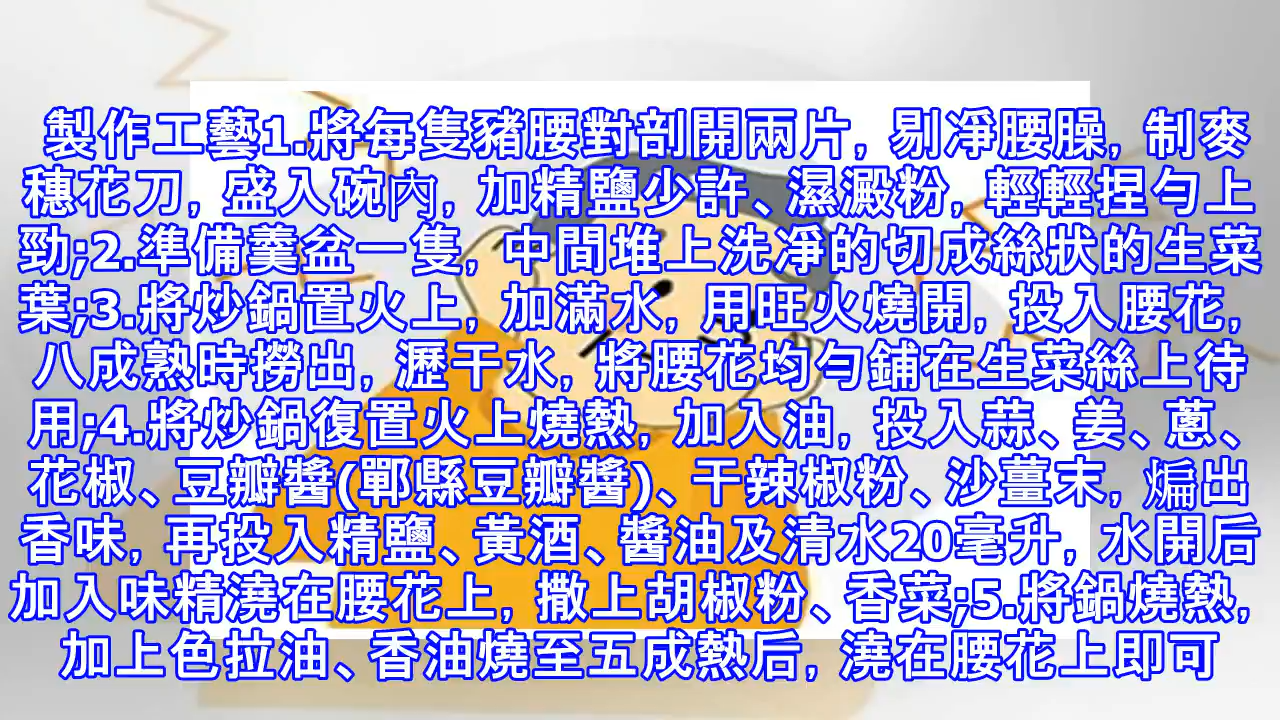 製作工藝1.將每隻豬腰對剖開兩片, 剔凈腰臊, 制麥
穗花刀, 盛入碗內, 加精鹽少許、濕澱粉, 輕輕捏勻上
勁;2.準備羹盆一隻, 中間堆上洗凈的切成絲狀的生菜
葉;3.將炒鍋置火上, 加滿水, 用旺火燒開, 投入腰花,
八成熟時撈出, 瀝干水, 將腰花均勻鋪在生菜絲上待
用;4.將炒鍋復置火上燒熱, 加入油, 投入蒜、姜、蔥、
花椒、豆瓣醬(鄲縣豆瓣醬)、干辣椒粉、沙薑末, 煸出
香味, 再投入精鹽、黃酒、醬油及清水20毫升, 水開后
加入味精澆在腰花上, 撒上胡椒粉、香菜;5.將鍋燒熱,
加上色拉油、香油燒至五成熱后, 澆在腰花上即可